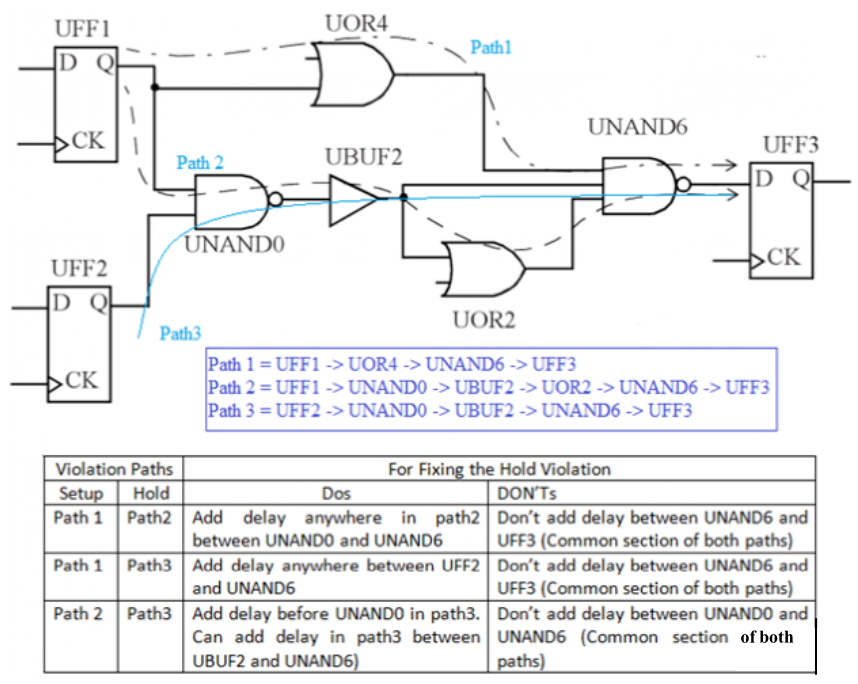 UFF1
UOR4
Path1
D Q
CK
UNAND6
UFF3
Path 2
UBUF2
D Q
UNAND0
CK
UFF2
D Q
UOR2
Path3
CK
Path 1 = UFF1 -> UOR4 -> UNAND6 -> UFF3
Path 2 = UFF1 -> UNAND0 -> UBUF2 -> UOR2 -> UNAND6 -> UFF3
Path 3 = UFF2 -> UNAND0 -> UBUF2 -> UNAND6 -> UFF3
Violation Paths For Fixing the Hold Violation
Setup Hold Dos DON'Ts
Path 1 Path2 Add delay anywhere in path2 Don't add delay between UNAND6 and
between UNAND0 and UNAND6 UFF3 (Common section of both paths)
Path 1 Path3 Add delay anywhere between UFF2 Don't add delay between UNAND6 and
and UNAND6 UFF3 (Common section of both paths)
Path 2 Path3 Add delay before UNAND0 in path3. Don't add delay between UNAND0 and
Can add delay in path3 between UNAND6 (Common section of both
UBUF2 and UNAND6) paths)